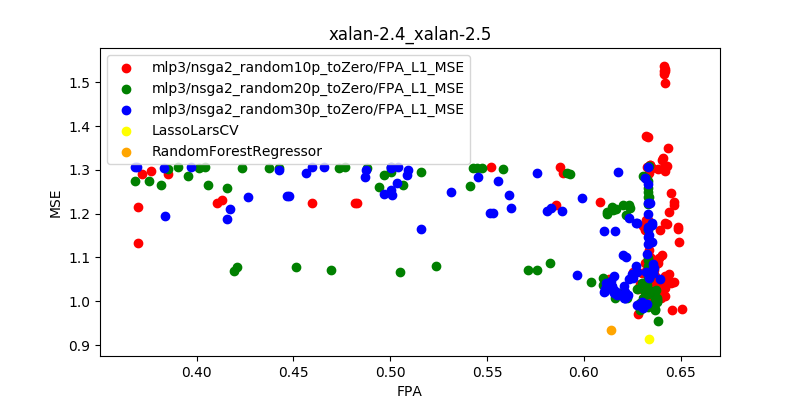 xalan-2.4_xalan-2.5
mlp3/nsga2_random10p_toZero/FPA_L1_MSE
mlp3/nsga2_random20p_toZero/FPA_L1_MSE
mlp3/nsga2_random30p_toZero/FPA_L1_MSE
LassoLarsCV
RandomForestRegressor
MSE
1.5
1.4
1.3
1.2
1.1
1.0
0.9
0.40 0.45 0.50 0.55 0.60 0.65
FPA